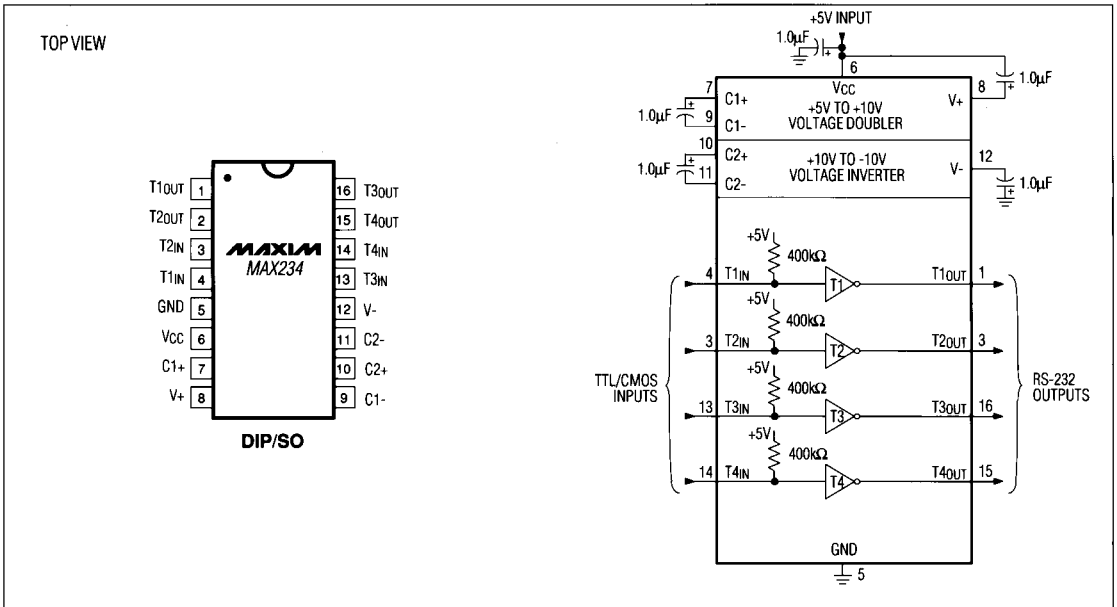 TOP VIEW
T1OUT 1
T2OUT 2
T2IN 3
T1IN 4
GND 5
VCC 6
C1+ 7
V+ 8
16 T3OUT
15 T4OUT
14 T4IN
13 T3IN
12 V-
11 C2-
10 C2+
9 C1-
MAXIM
MAX234
DIP/SO
+5V INPUT
1.0µF
+
6
VCC
+5V TO +10V
VOLTAGE DOUBLER
7 C1+
1.0µF
+
9 C1-
V+ 8
1.0µF
+
10 C2+
1.0µF
+
11 C2-
+10V TO -10V
VOLTAGE INVERTER
V- 12
1.0µF
+
TTL/CMOS
INPUTS
+5V
400kΩ
4 T1IN T1 T1OUT 1
+5V
400kΩ
3 T2IN T2 T2OUT 3
+5V
400kΩ
13 T3IN T3 T3OUT 16
+5V
400kΩ
14 T4IN T4 T4OUT 15
RS-232
OUTPUTS
GND
5